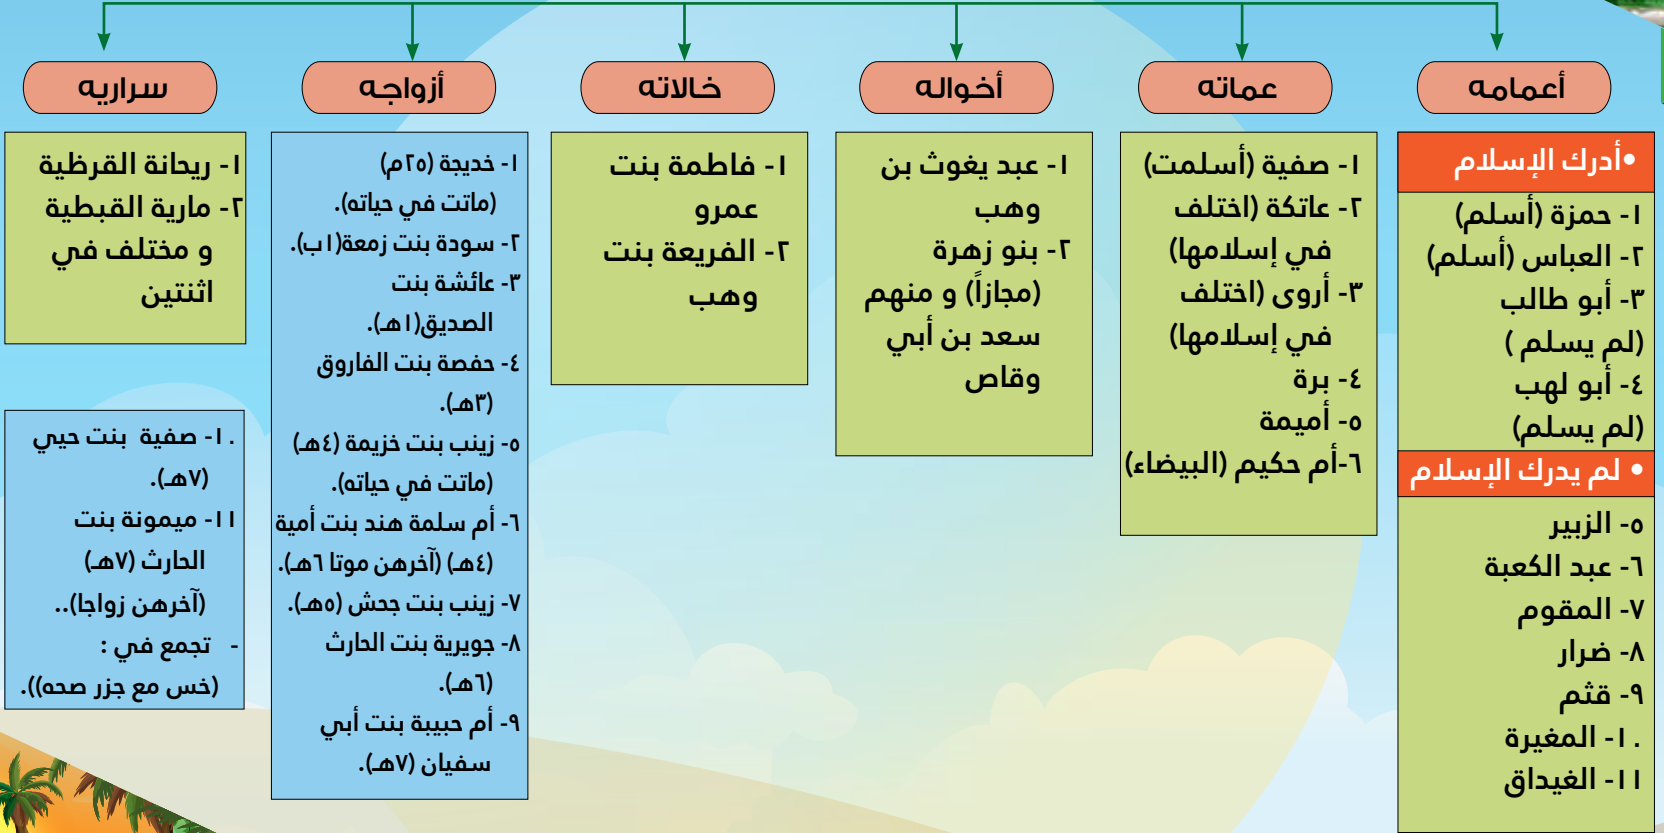 أعمامه
•أدرك الإسلام
١- حمزة (أسلم)
٢- العباس (أسلم)
٣- أبو طالب
(لم يسلم )
٤- أبو لهب
(لم يسلم)
• لم يدرك الإسلام
٥- الزبير
٦- عبد الكعبة
٧- المقوم
٨- ضرار
٩- قثم
١٠- المغيرة
١١- الغيداق
عماته
١- صفية (أسلمت)
٢- عاتكة (اختلف
في إسلامها)
٣- أروى (اختلف
في إسلامها)
٤- برة
٥- أميمة
٦-أم حكيم (البيضاء)
أخواله
١- عبد يغوث بن
وهب
٢- بنو زهرة
(مجازاً) و منهم
سعد بن أبي
وقاص
خالاته
١- فاطمة بنت
عمرو
٢- الفريعة بنت
وهب
أزواجه
١- خديجة (٢٥م)
(ماتت في حياته).
٢- سودة بنت زمعة(١ب).
٣- عائشة بنت
الصديق(١هـ).
٤- حفصة بنت الفاروق
(٣هـ).
٥- زينب بنت خزيمة (٤هـ)
(ماتت في حياته).
٦- أم سلمة هند بنت أمية
(٤هـ) (آخرهن موتا ٦هـ).
٧- زينب بنت جحش (٥هـ).
٨- جويرية بنت الحارث
(٦هـ).
٩- أم حبيبة بنت أبي
سفيان (٧هـ).
سراريه
١- ريحانة القرظية
٢- مارية القبطية
و مختلف في
اثنتين
١٠- صفية بنت حيي
(٧هـ).
١١- ميمونة بنت
الحارث (٧هـ)
(آخرهن زواجا)..
- تجمع في :
(خس مع جزر صحه)).